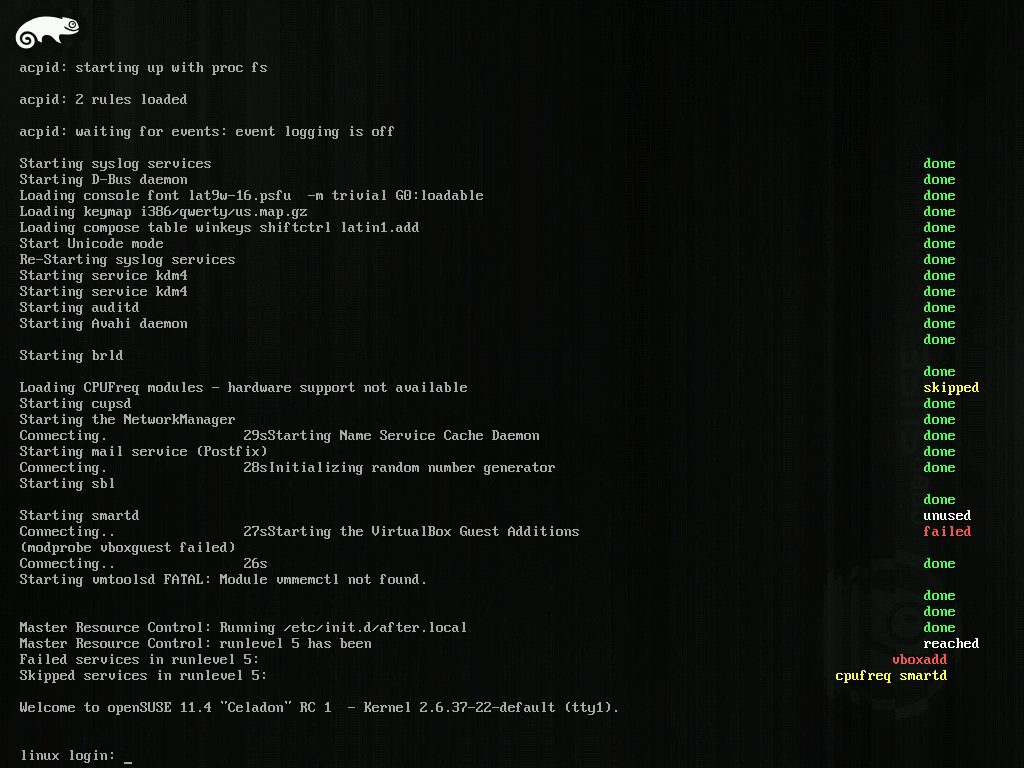 acpid: starting up with proc fs
acpid: 2 rules loaded
acpid: waiting for events: event logging is off
Starting syslog services done
Starting D-Bus daemon done
Loading console font lat9w-16.psfu -m trivial G0:loadable done
Loading keymap i386/qwerty/us.map.gz done
Loading compose table winkeys shiftctrl latin1.add done
Start Unicode mode done
Re-Starting syslog services done
Starting service kdm4 done
Starting service kdm4 done
Starting auditd done
Starting Avahi daemon done
done
Starting brld
done
Loading CPUFreq modules - hardware support not available skipped
Starting cupsd done
Starting the NetworkManager done
Connecting. 29sStarting Name Service Cache Daemon done
Starting mail service (Postfix) done
Connecting. 28sInitializing random number generator done
Starting sbl
done
Starting smartd unused
Connecting.. 27sStarting the VirtualBox Guest Additions failed
(modprobe vboxguest failed)
Connecting.. 26s done
Starting vmtoolsd FATAL: Module vmmemctl not found.
done
done
Master Resource Control: Running /etc/init.d/after.local done
Master Resource Control: runlevel 5 has been reached
Failed services in runlevel 5: vboxadd
Skipped services in runlevel 5: cpufreq smartd
Welcome to openSUSE 11.4 "Celadon" RC 1 - Kernel 2.6.37-22-default (tty1).
linux login: _